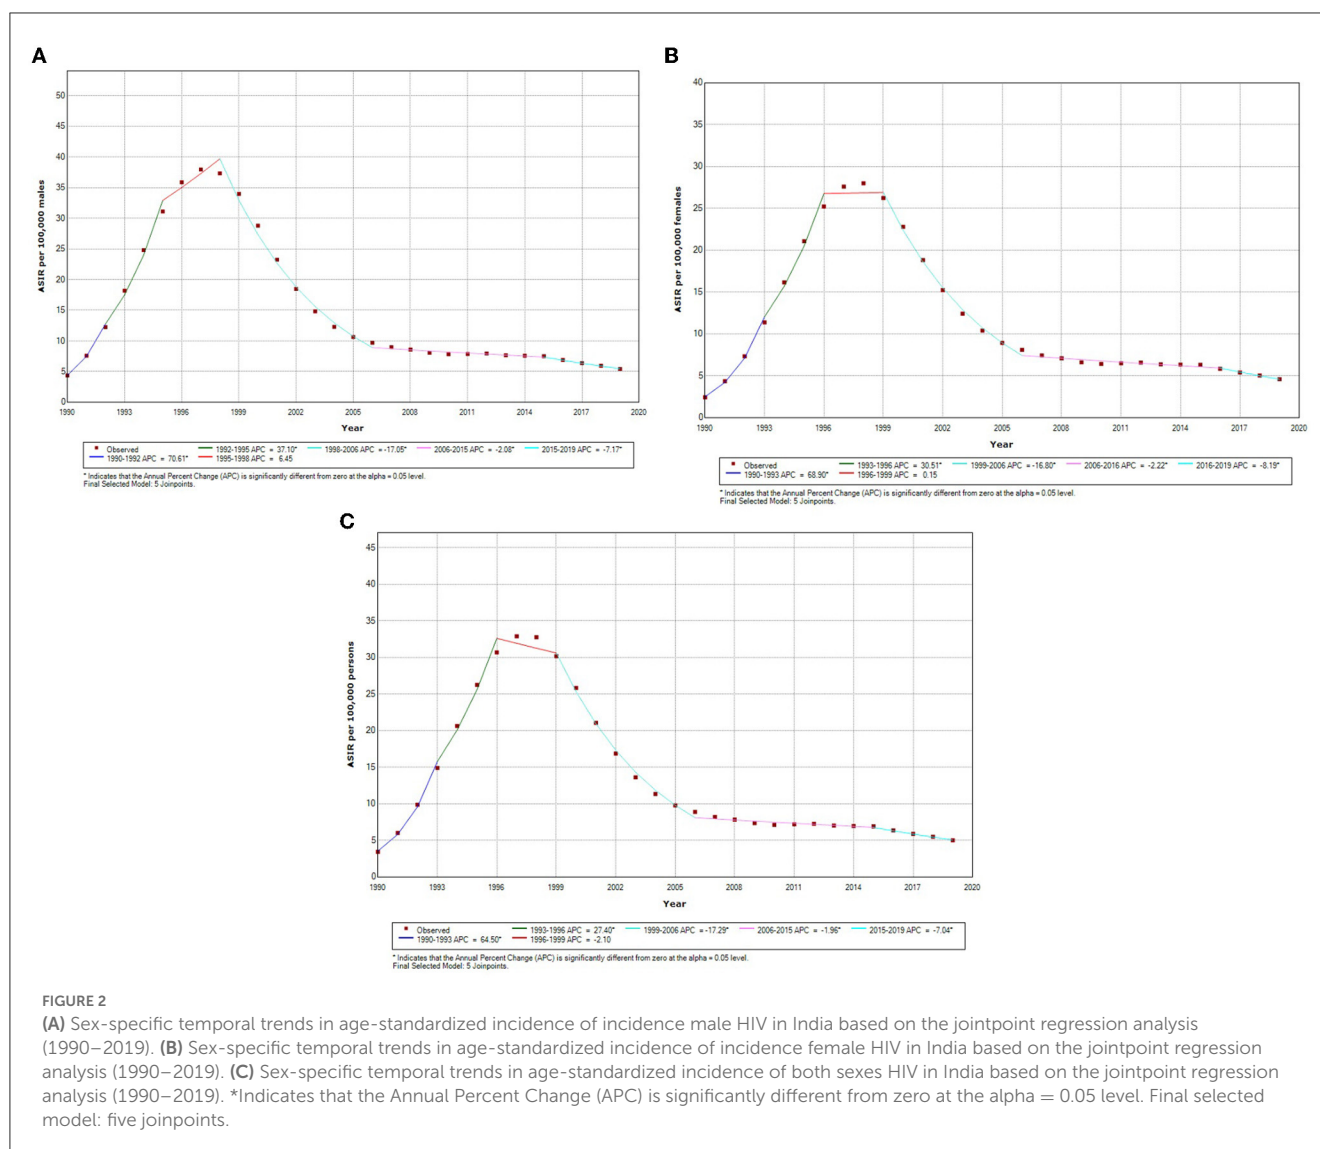 A
ASIR per 100,000 males
50
45
40
35
30
25
20
15
10
5
0
1990 1993 1996 1999 2002 2005 2008 2011 2014 2017 2020
Year
Observed 1992-1995 APC = 37.10* 1998-2006 APC = -17.05* 2006-2015 APC = -2.08* 2015-2019 APC = -7.17*
1990-1992 APC = 70.61* 1995-1998 APC = 6.45
* Indicates that the Annual Percent Change (APC) is significantly different from zero at the alpha = 0.05 level.
Final Selected Model: 5 Joinpoints.
B
ASIR per 100,000 females
40
35
30
25
20
15
10
5
0
1990 1993 1996 1999 2002 2005 2008 2011 2014 2017 2020
Year
Observed 1993-1996 APC = 30.51* 1999-2006 APC = -16.80* 2006-2016 APC = -2.22* 2016-2019 APC = -8.19*
1990-1993 APC = 68.90* 1996-1999 APC = 0.15
* Indicates that the Annual Percent Change (APC) is significantly different from zero at the alpha = 0.05 level.
Final Selected Model: 5 Joinpoints.
C
ASIR per 100,000 persons
45
40
35
30
25
20
15
10
5
0
1990 1993 1996 1999 2002 2005 2008 2011 2014 2017 2020
Year
Observed 1993-1996 APC = 27.40* 1999-2006 APC = -17.29* 2006-2015 APC = -1.96* 2015-2019 APC = -7.04*
1990-1993 APC = 64.50* 1996-1999 APC = -2.10
* Indicates that the Annual Percent Change (APC) is significantly different from zero at the alpha = 0.05 level.
Final Selected Model: 5 Joinpoints.
FIGURE 2
(A) Sex-specific temporal trends in age-standardized incidence of incidence male HIV in India based on the jointpoint regression analysis
(1990–2019). (B) Sex-specific temporal trends in age-standardized incidence of incidence female HIV in India based on the jointpoint regression
analysis (1990–2019). (C) Sex-specific temporal trends in age-standardized incidence of both sexes HIV in India based on the jointpoint regression
analysis (1990–2019). *Indicates that the Annual Percent Change (APC) is significantly different from zero at the alpha = 0.05 level. Final selected
model: five joinpoints.